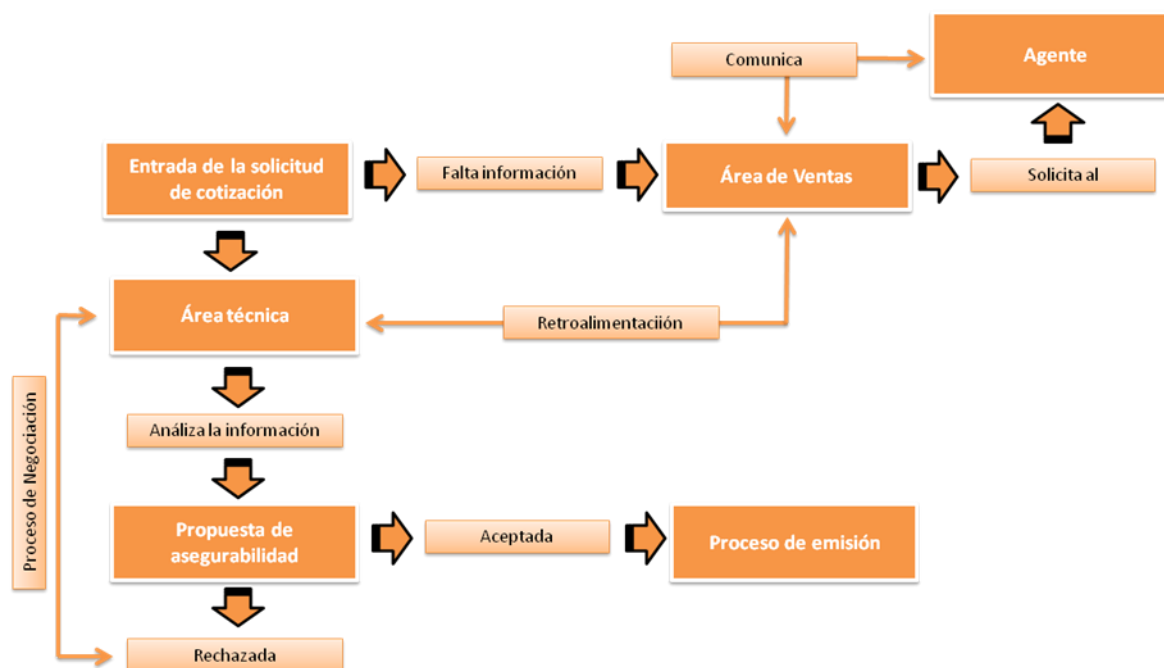 Comunica
Agente
Entrada de la solicitud
de cotización
Falta información
Área de Ventas
Solicita al
Área técnica
Retroalimentaciión
Proceso de Negociación
Análiza la información
Propuesta de
asegurabilidad
Aceptada
Proceso de emisión
Rechazada